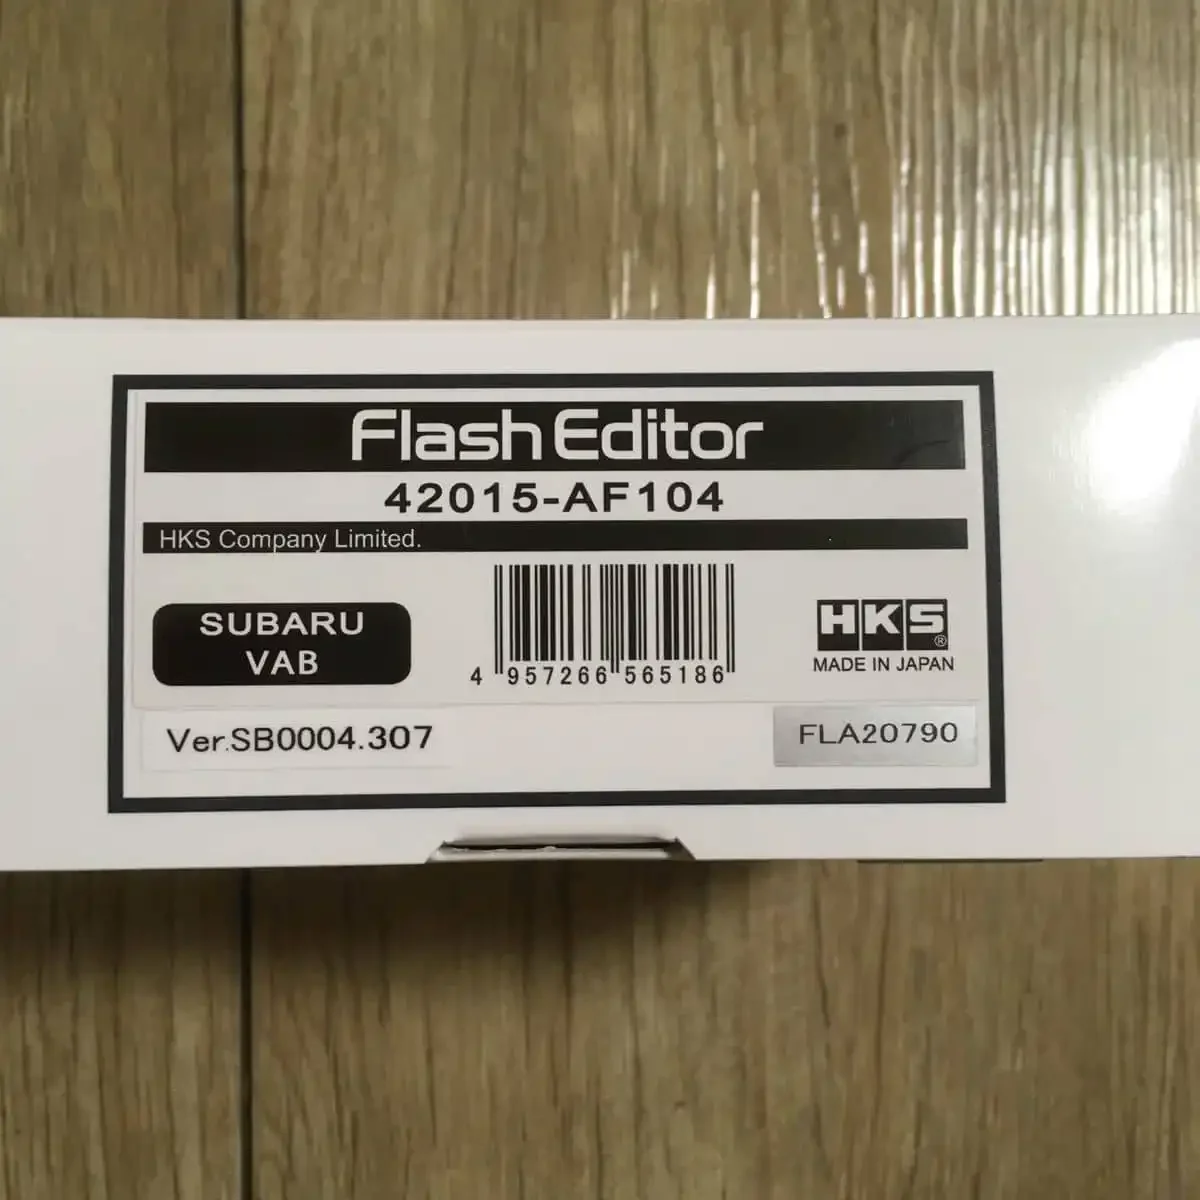 Flash Editor
42015-AF104
HKS Company Limited.
SUBARU
VAB
4 957266 565186
HKS®
MADE IN JAPAN
Ver.SB0004.307
FLA20790